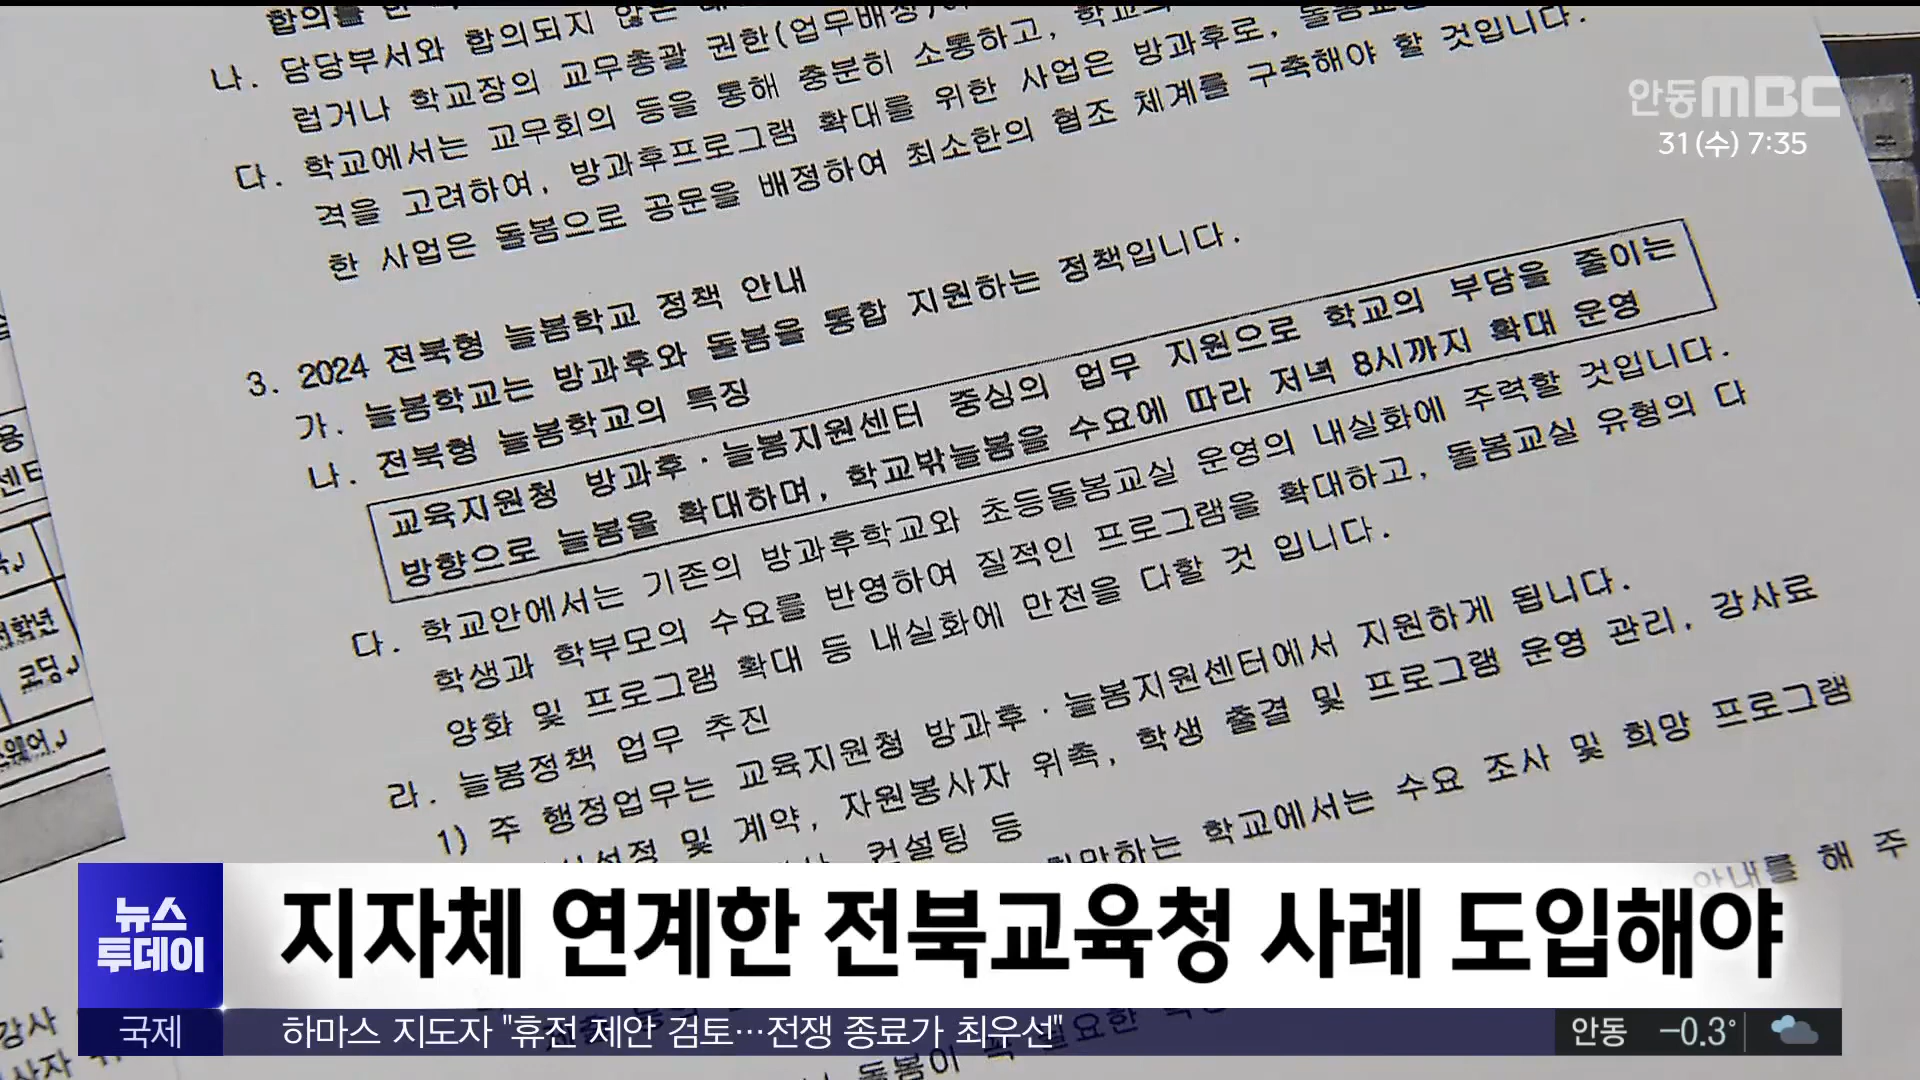 합의를 한
나. 담당부서와 합의되지 않은
럽거나 학교장의 교무총괄 권한(업무배정)
다. 학교에서는 교무회의 등을 통해 충분히 소통하고, 학교의
격을 고려하여, 방과후프로그램 확대를 위한 사업은 방과후로,
한 사업은 돌봄으로 공문을 배정하여 최소한의 협조 체계를 구축해야 할 것입니다.
3. 2024 전북형 늘봄학교 정책 안내
가. 늘봄학교는 방과후와 돌봄을 통합 지원하는 정책입니다.
나. 전북형 늘봄학교의 특징
교육지원청 방과후·늘봄지원센터 중심의 업무 지원으로 학교의 부담을 줄이는
방향으로 늘봄을 확대하며, 학교밖늘봄을 수요에 따라 저녁 8시까지 확대 운영
다. 학교안에서는 기존의 방과후학교와 초등돌봄교실 운영의 내실화에 주력할 것입니다.
학생과 학부모의 수요를 반영하여 질적인 프로그램을 확대하고, 돌봄교실 유형의 다
양화 및 프로그램 확대 등 내실화에 만전을 다할 것 입니다.
라. 늘봄정책 업무 추진
1) 주 행정업무는 교육지원청 방과후·늘봄지원센터에서 지원하게 됩니다.
및 계약, 자원봉사자 위촉, 학생 출결 및 프로그램 운영 관리, 강사료
컨설팅 등
학교에서는 수요 조사 및 희망 프로그램
안내를 해 주
용
센터
코딩
강사
안동MBC
31(수) 7:35
뉴스
투데이
지자체 연계한 전북교육청 사례 도입해야
국제
하마스 지도자 "휴전 제안 검토…전쟁 종료가 최우선"
안동 -0.3°